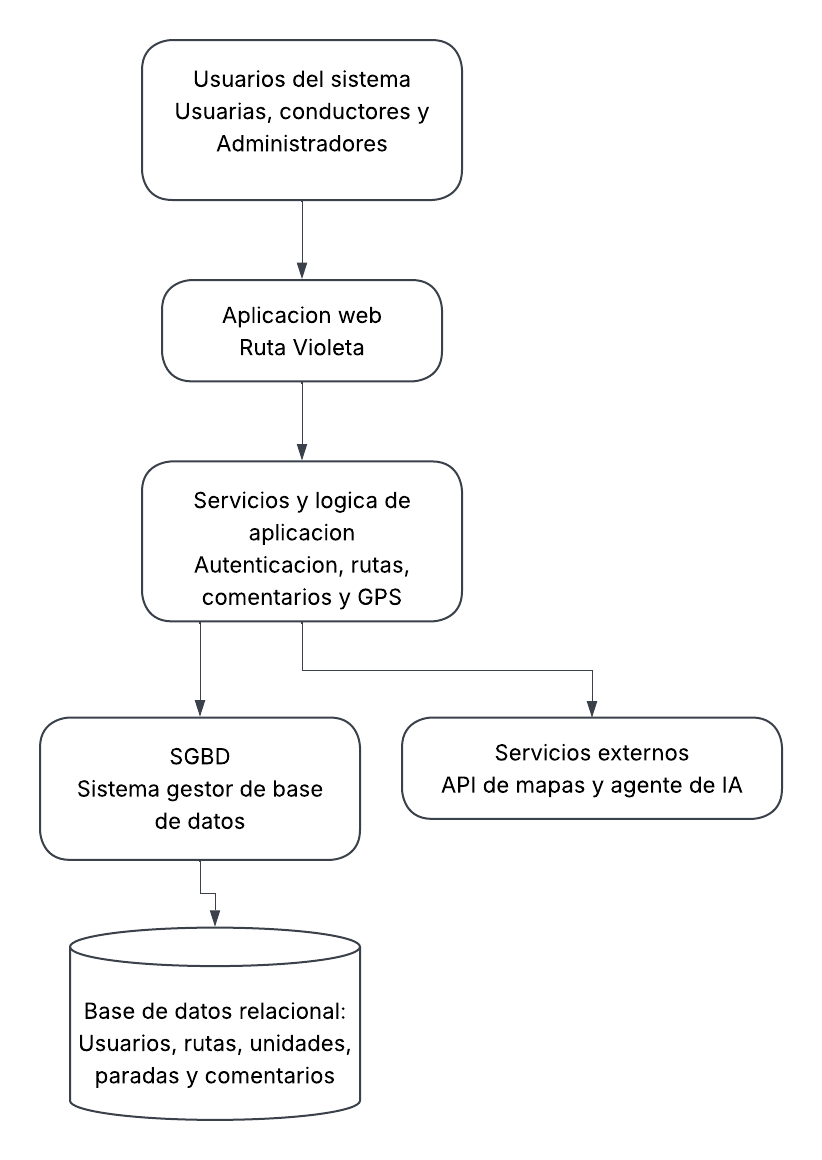 Usuarios del sistema
Usuarias, conductores y
Administradores
Aplicacion web
Ruta Violeta
Servicios y logica de
aplicacion
Autenticacion, rutas,
comentarios y GPS
SGBD
Sistema gestor de base
de datos
Servicios externos
API de mapas y agente de IA
Base de datos relacional:
Usuarios, rutas, unidades,
paradas y comentarios